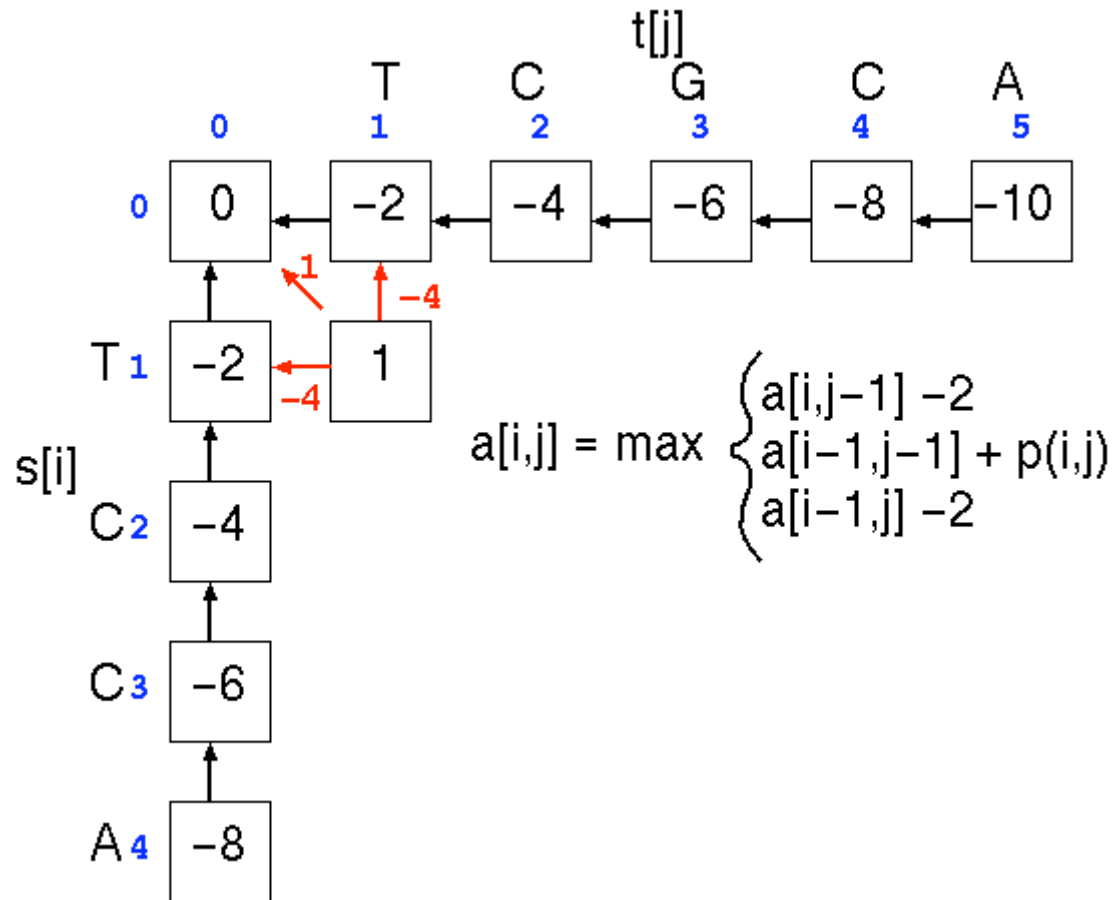 t[j]
T C G C A
0 1 2 3 4 5
0 0 −2 −4 −6 −8 −10
1
−4
T 1 −2 1
−4
a[i,j−1] −2
s[i] a[i,j] = max a[i−1,j−1] + p(i,j)
a[i−1,j] −2
C 2 −4
C 3 −6
A 4 −8